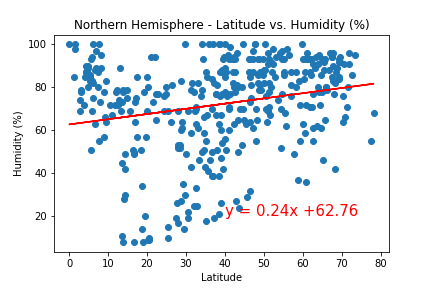 Northern Hemisphere - Latitude vs. Humidity (%)
100
80
60
40
20
Humidity (%)
y = 0.24x +62.76
0 10 20 30 40 50 60 70 80
Latitude